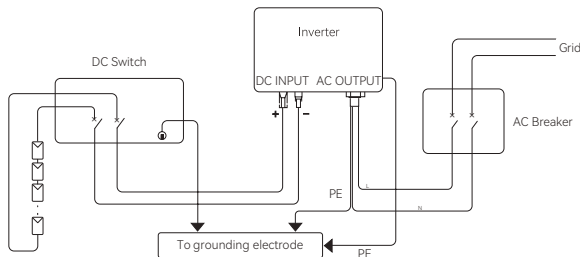 Inverter
DC INPUT AC OUTPUT
+ −
DC Switch
Grid
AC Breaker
L
PE
N
To grounding electrode
PE